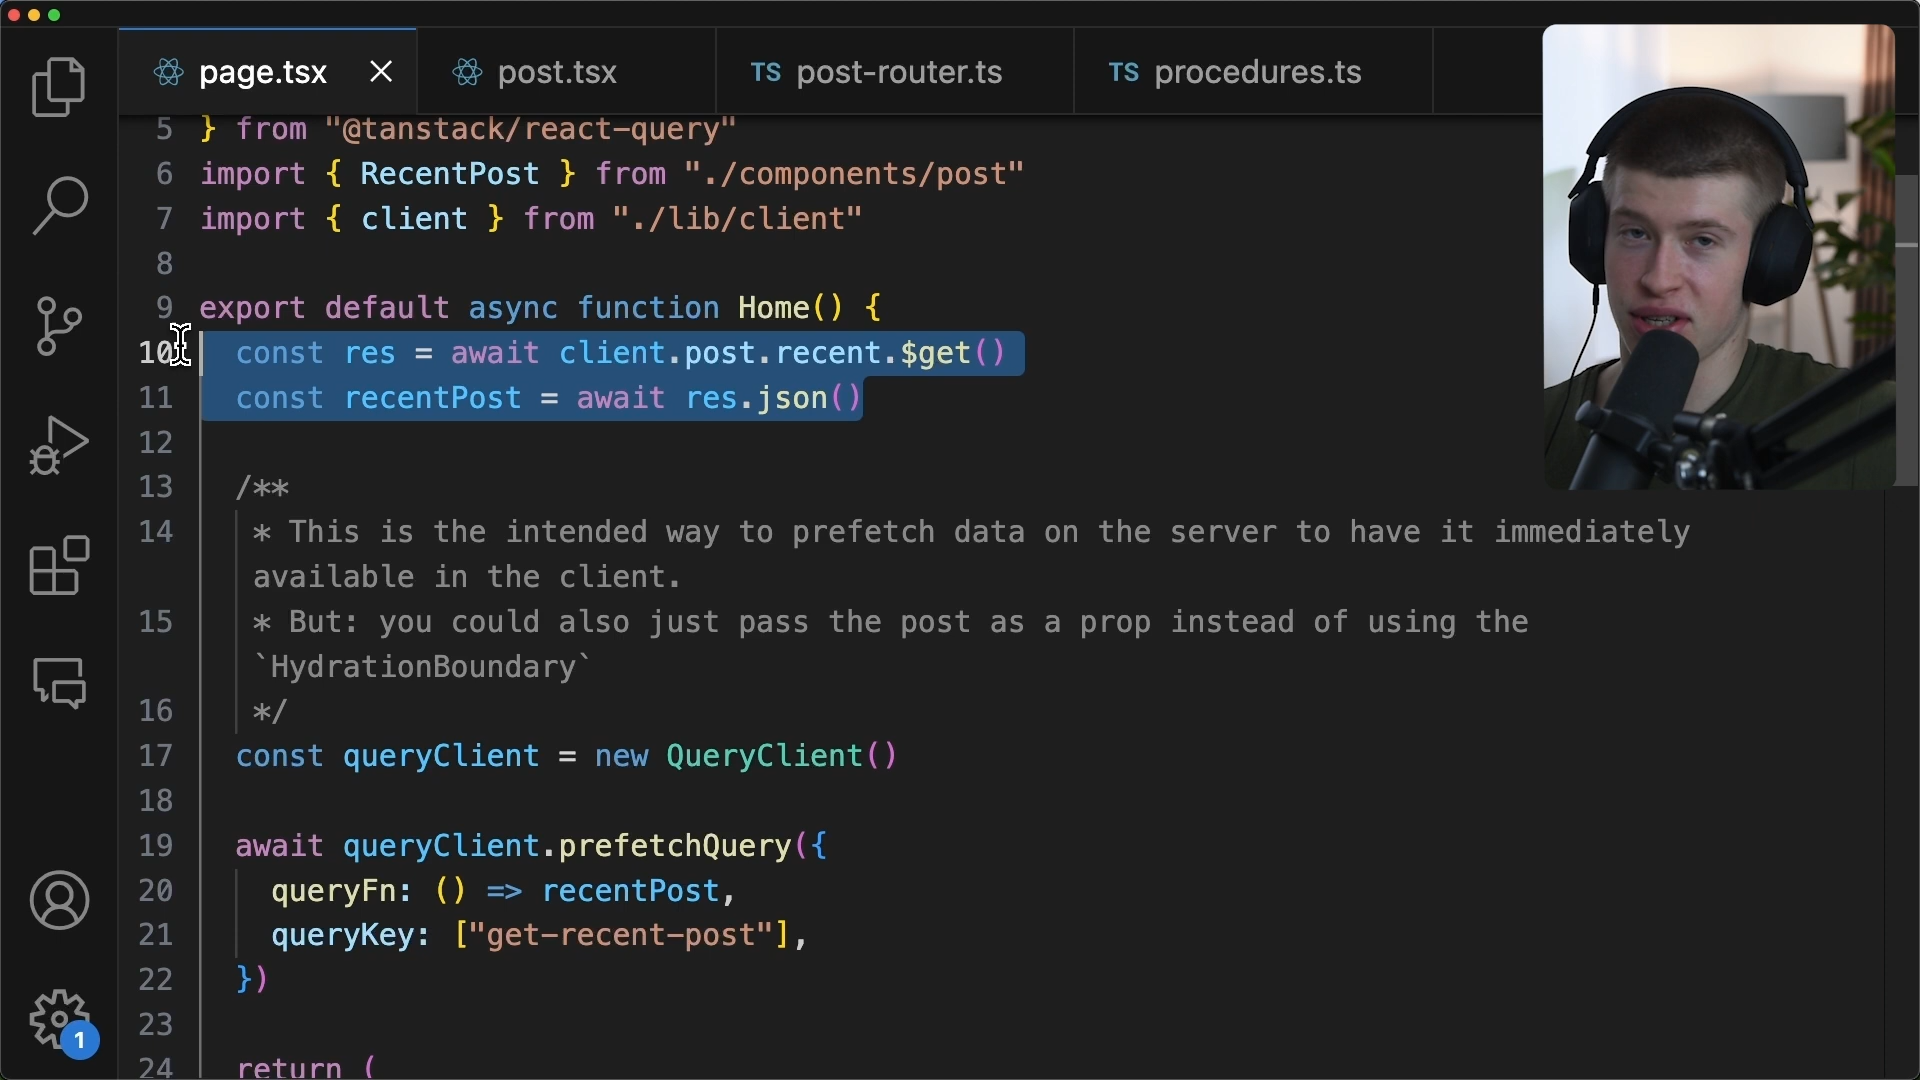 page.tsx
post.tsx
TS post-router.ts
TS procedures.ts
5 } from "@tanstack/react-query"
6 import { RecentPost } from "./components/post"
7 import { client } from "./lib/client"
8
9 export default async function Home() {
10 const res = await client.post.recent.$get()
11 const recentPost = await res.json()
12
13 /**
14 * This is the intended way to prefetch data on the server to have it immediately
available in the client.
15 * But: you could also just pass the post as a prop instead of using the
`HydrationBoundary`
16 */
17 const queryClient = new QueryClient()
18
19 await queryClient.prefetchQuery({
20 queryFn: () => recentPost,
21 queryKey: ["get-recent-post"],
22 })
23
24 return (
1